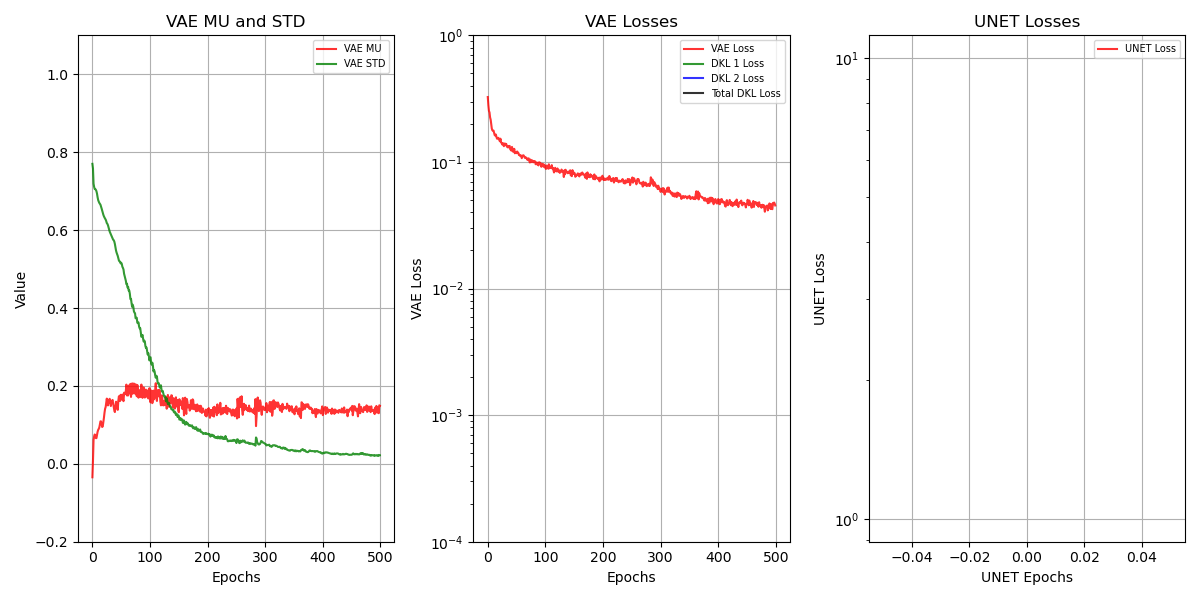 VAE MU and STD
VAE MU
VAE STD
Value
1.0
0.8
0.6
0.4
0.2
0.0
−0.2
0
100
200
300
400
500
Epochs
VAE Losses
VAE Loss
DKL 1 Loss
DKL 2 Loss
Total DKL Loss
VAE Loss
10⁰
10⁻¹
10⁻²
10⁻³
10⁻⁴
0
100
200
300
400
500
Epochs
UNET Losses
UNET Loss
UNET Loss
10¹
10⁰
−0.04
−0.02
0.00
0.02
0.04
UNET Epochs